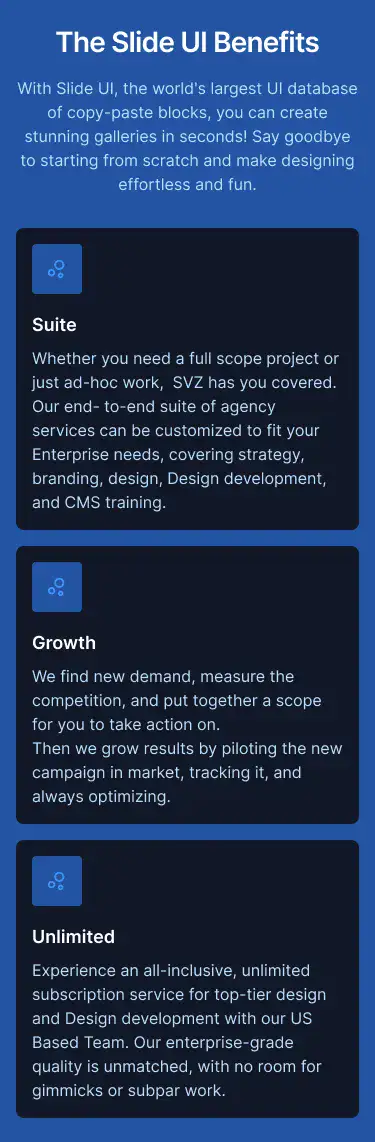 The Slide UI Benefits
With Slide UI, the world's largest UI database
of copy-paste blocks, you can create
stunning galleries in seconds! Say goodbye
to starting from scratch and make designing
effortless and fun.
Suite
Whether you need a full scope project or
just ad-hoc work,  SVZ has you covered.
Our end- to-end suite of agency
services can be customized to fit your
Enterprise needs, covering strategy,
branding, design, Design development,
and CMS training.
Growth
We find new demand, measure the
competition, and put together a scope
for you to take action on.
Then we grow results by piloting the new
campaign in market, tracking it, and
always optimizing.
Unlimited
Experience an all-inclusive, unlimited
subscription service for top-tier design
and Design development with our US
Based Team. Our enterprise-grade
quality is unmatched, with no room for
gimmicks or subpar work.